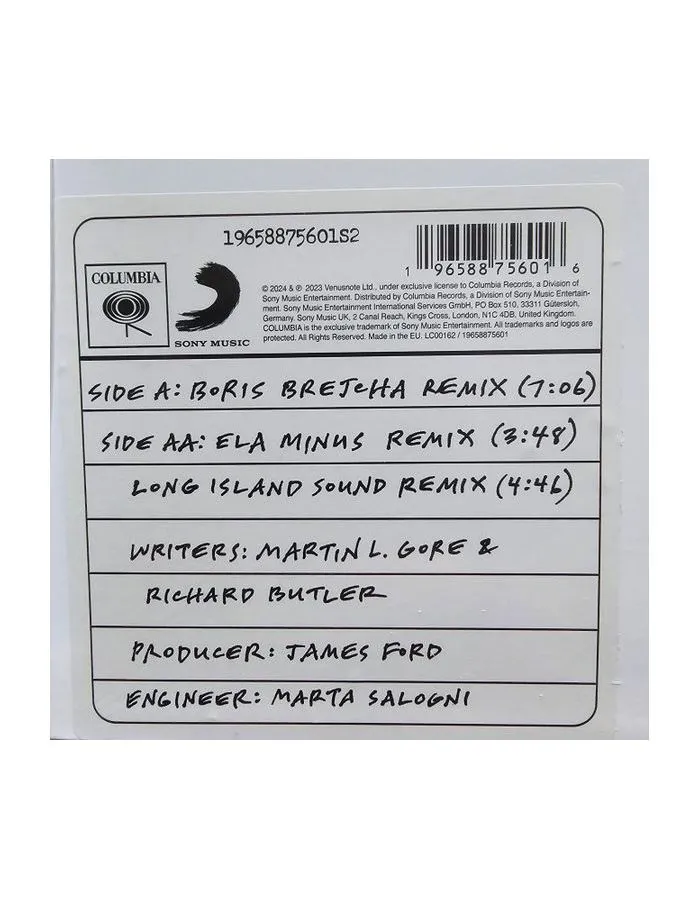 19658875601S2
1 96588 75601 6
COLUMBIA
SONY MUSIC
© 2024 & ℗ 2023 Venusnote Ltd., under exclusive license to Columbia Records, a Division of
Sony Music Entertainment. Distributed by Columbia Records, a Division of Sony Music Entertain-
ment. Sony Music Entertainment International Services GmbH, PO Box 510, 33311 Gütersloh,
Germany. Sony Music UK, 2 Canal Reach, Kings Cross, London, N1C 4DB, United Kingdom.
COLUMBIA is the exclusive trademark of Sony Music Entertainment. All trademarks and logos are
protected. All Rights Reserved. Made in the EU. LC00162 / 19658875601
SIDE A: BORIS BREJCHA REMIX (7:06)
SIDE AA: ELA MINUS REMIX (3:48)
LONG ISLAND SOUND REMIX (4:46)
WRITERS: MARTIN L. GORE &
RICHARD BUTLER
PRODUCER: JAMES FORD
ENGINEER: MARTA SALOGNI